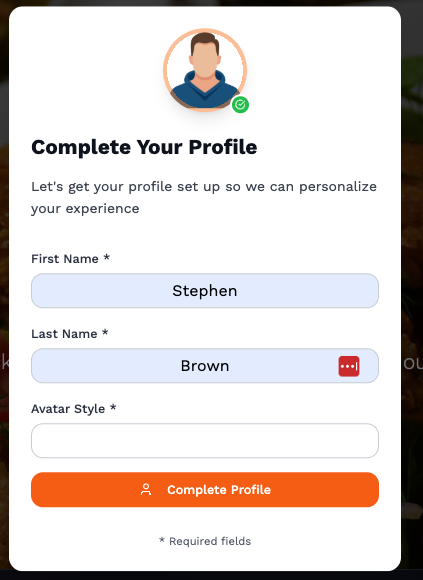 Complete Your Profile
Let's get your profile set up so we can personalize
your experience
First Name *
Stephen
Last Name *
Brown
Avatar Style *
Complete Profile
* Required fields